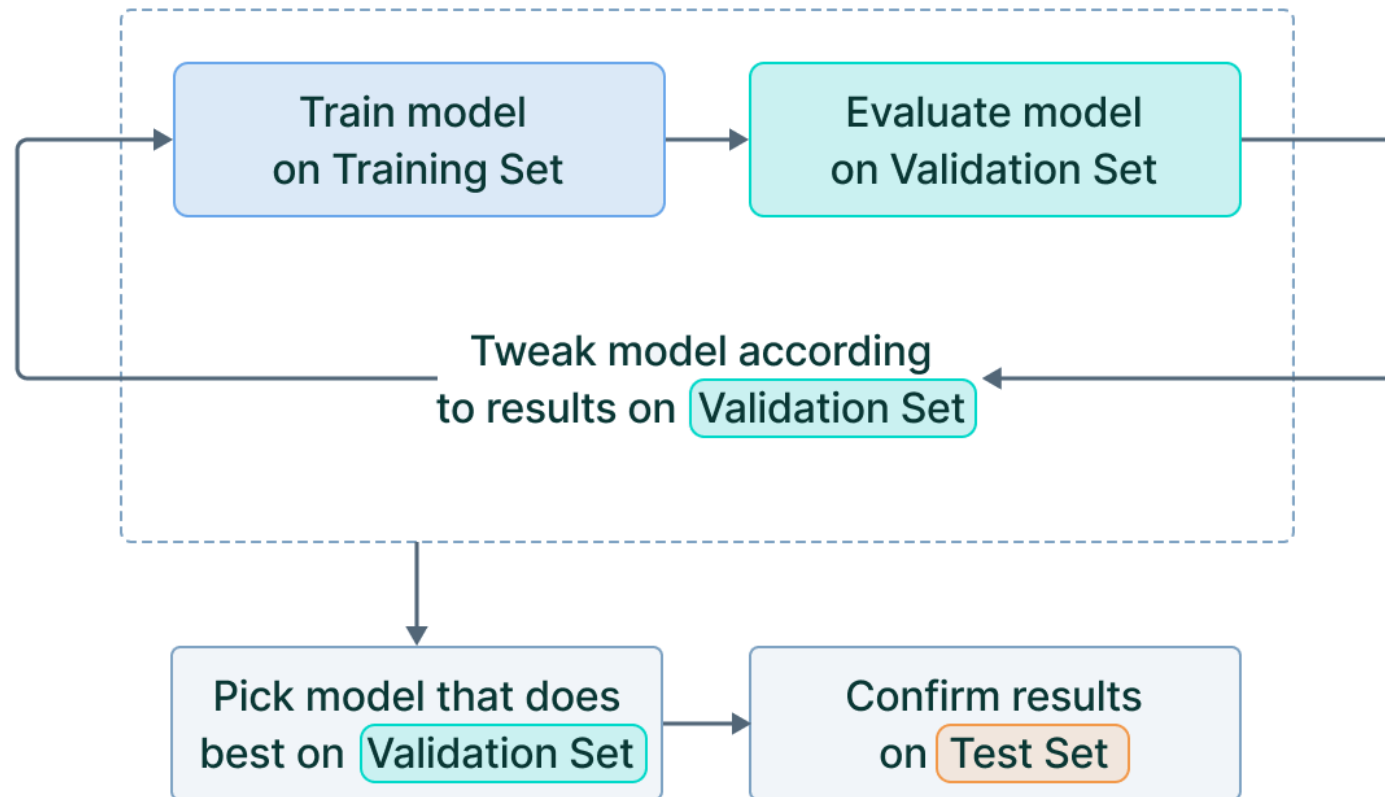 Train model
on Training Set
Evaluate model
on Validation Set
Tweak model according
to results on Validation Set
Pick model that does
best on Validation Set
Confirm results
on Test Set